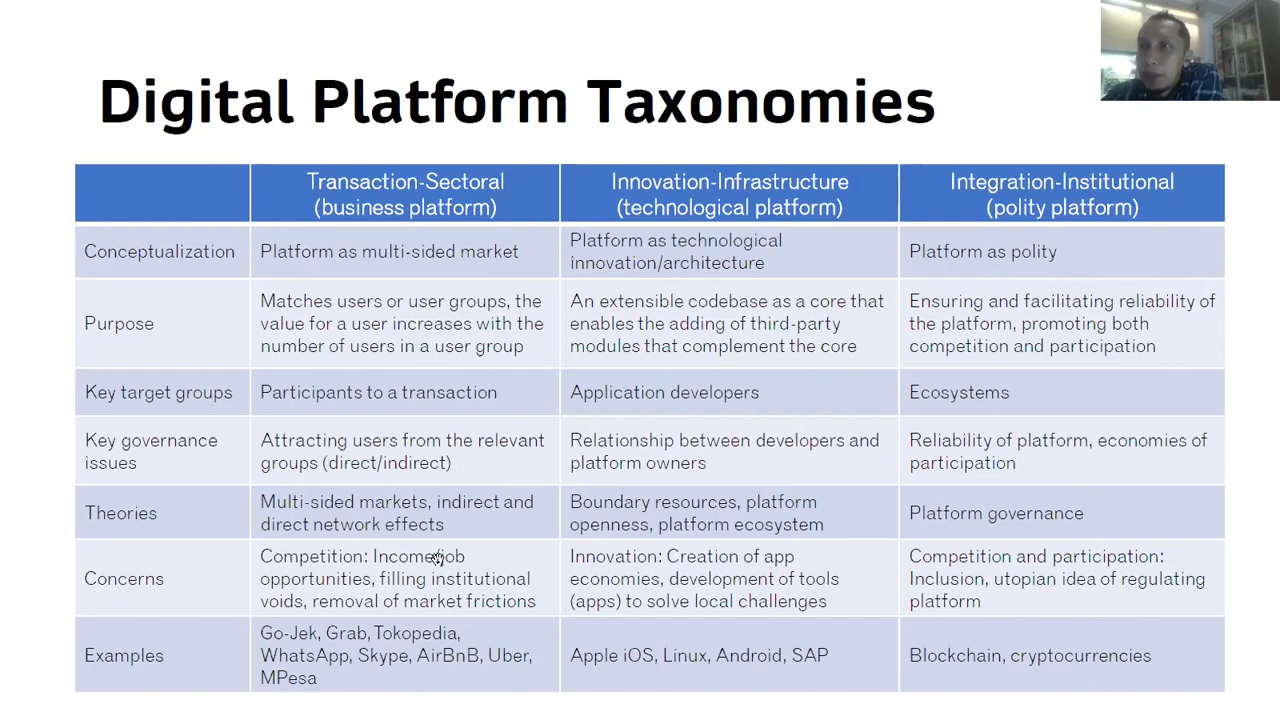 Digital Platform Taxonomies
Transaction-Sectoral
(business platform)
Innovation-Infrastructure
(technological platform)
Integration-Institutional
(polity platform)
Conceptualization
Platform as multi-sided market
Platform as technological
innovation/architecture
Platform as polity
Purpose
Matches users or user groups, the
value for a user increases with the
number of users in a user group
An extensible codebase as a core that
enables the adding of third-party
modules that complement the core
Ensuring and facilitating reliability of
the platform, promoting both
competition and participation
Key target groups
Participants to a transaction
Application developers
Ecosystems
Key governance
issues
Attracting users from the relevant
groups (direct/indirect)
Relationship between developers and
platform owners
Reliability of platform, economies of
participation
Theories
Multi-sided markets, indirect and
direct network effects
Boundary resources, platform
openness, platform ecosystem
Platform governance
Concerns
Competition: Income/job
opportunities, filling institutional
voids, removal of market frictions
Innovation: Creation of app
economies, development of tools
(apps) to solve local challenges
Competition and participation:
Inclusion, utopian idea of regulating
platform
Examples
Go-Jek, Grab, Tokopedia,
WhatsApp, Skype, AirBnB, Uber,
MPesa
Apple iOS, Linux, Android, SAP
Blockchain, cryptocurrencies